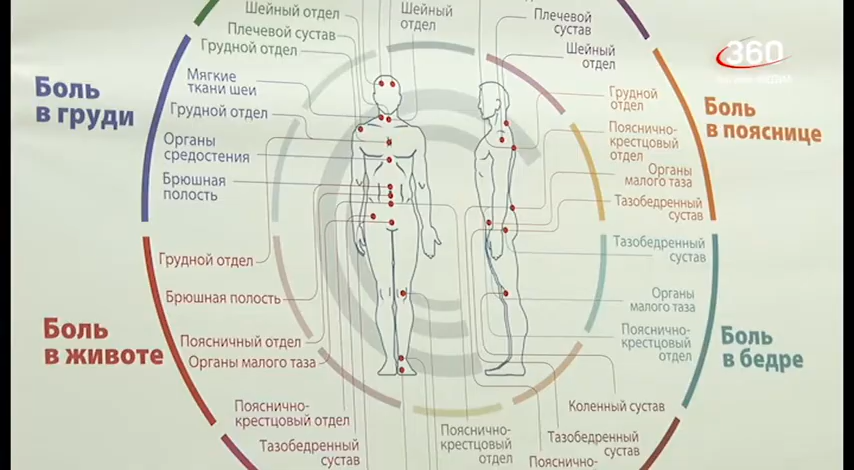 Шейный отдел
Плечевой сустав
Грудной отдел
Мягкие
ткани шеи
Грудной отдел
Органы
средостения
Брюшная
полость
Боль
в груди
Шейный
отдел
Плечевой
сустав
Шейный
отдел
360
Грудной
отдел
Пояснично-
крестцовый
отдел
Органы
малого таза
Тазобедренный
сустав
Боль
в пояснице
Грудной отдел
Брюшная полость
Поясничный отдел
Органы малого таза
Пояснично-
крестцовый отдел
Тазобедренный
сустав
Боль
в животе
Тазобедренный
сустав
Органы
малого таза
Пояснично-
крестцовый
отдел
Боль
в бедре
Коленный сустав
Тазобедренный
сустав
Пояснично-
крестцовый
отдел
Пояснично-